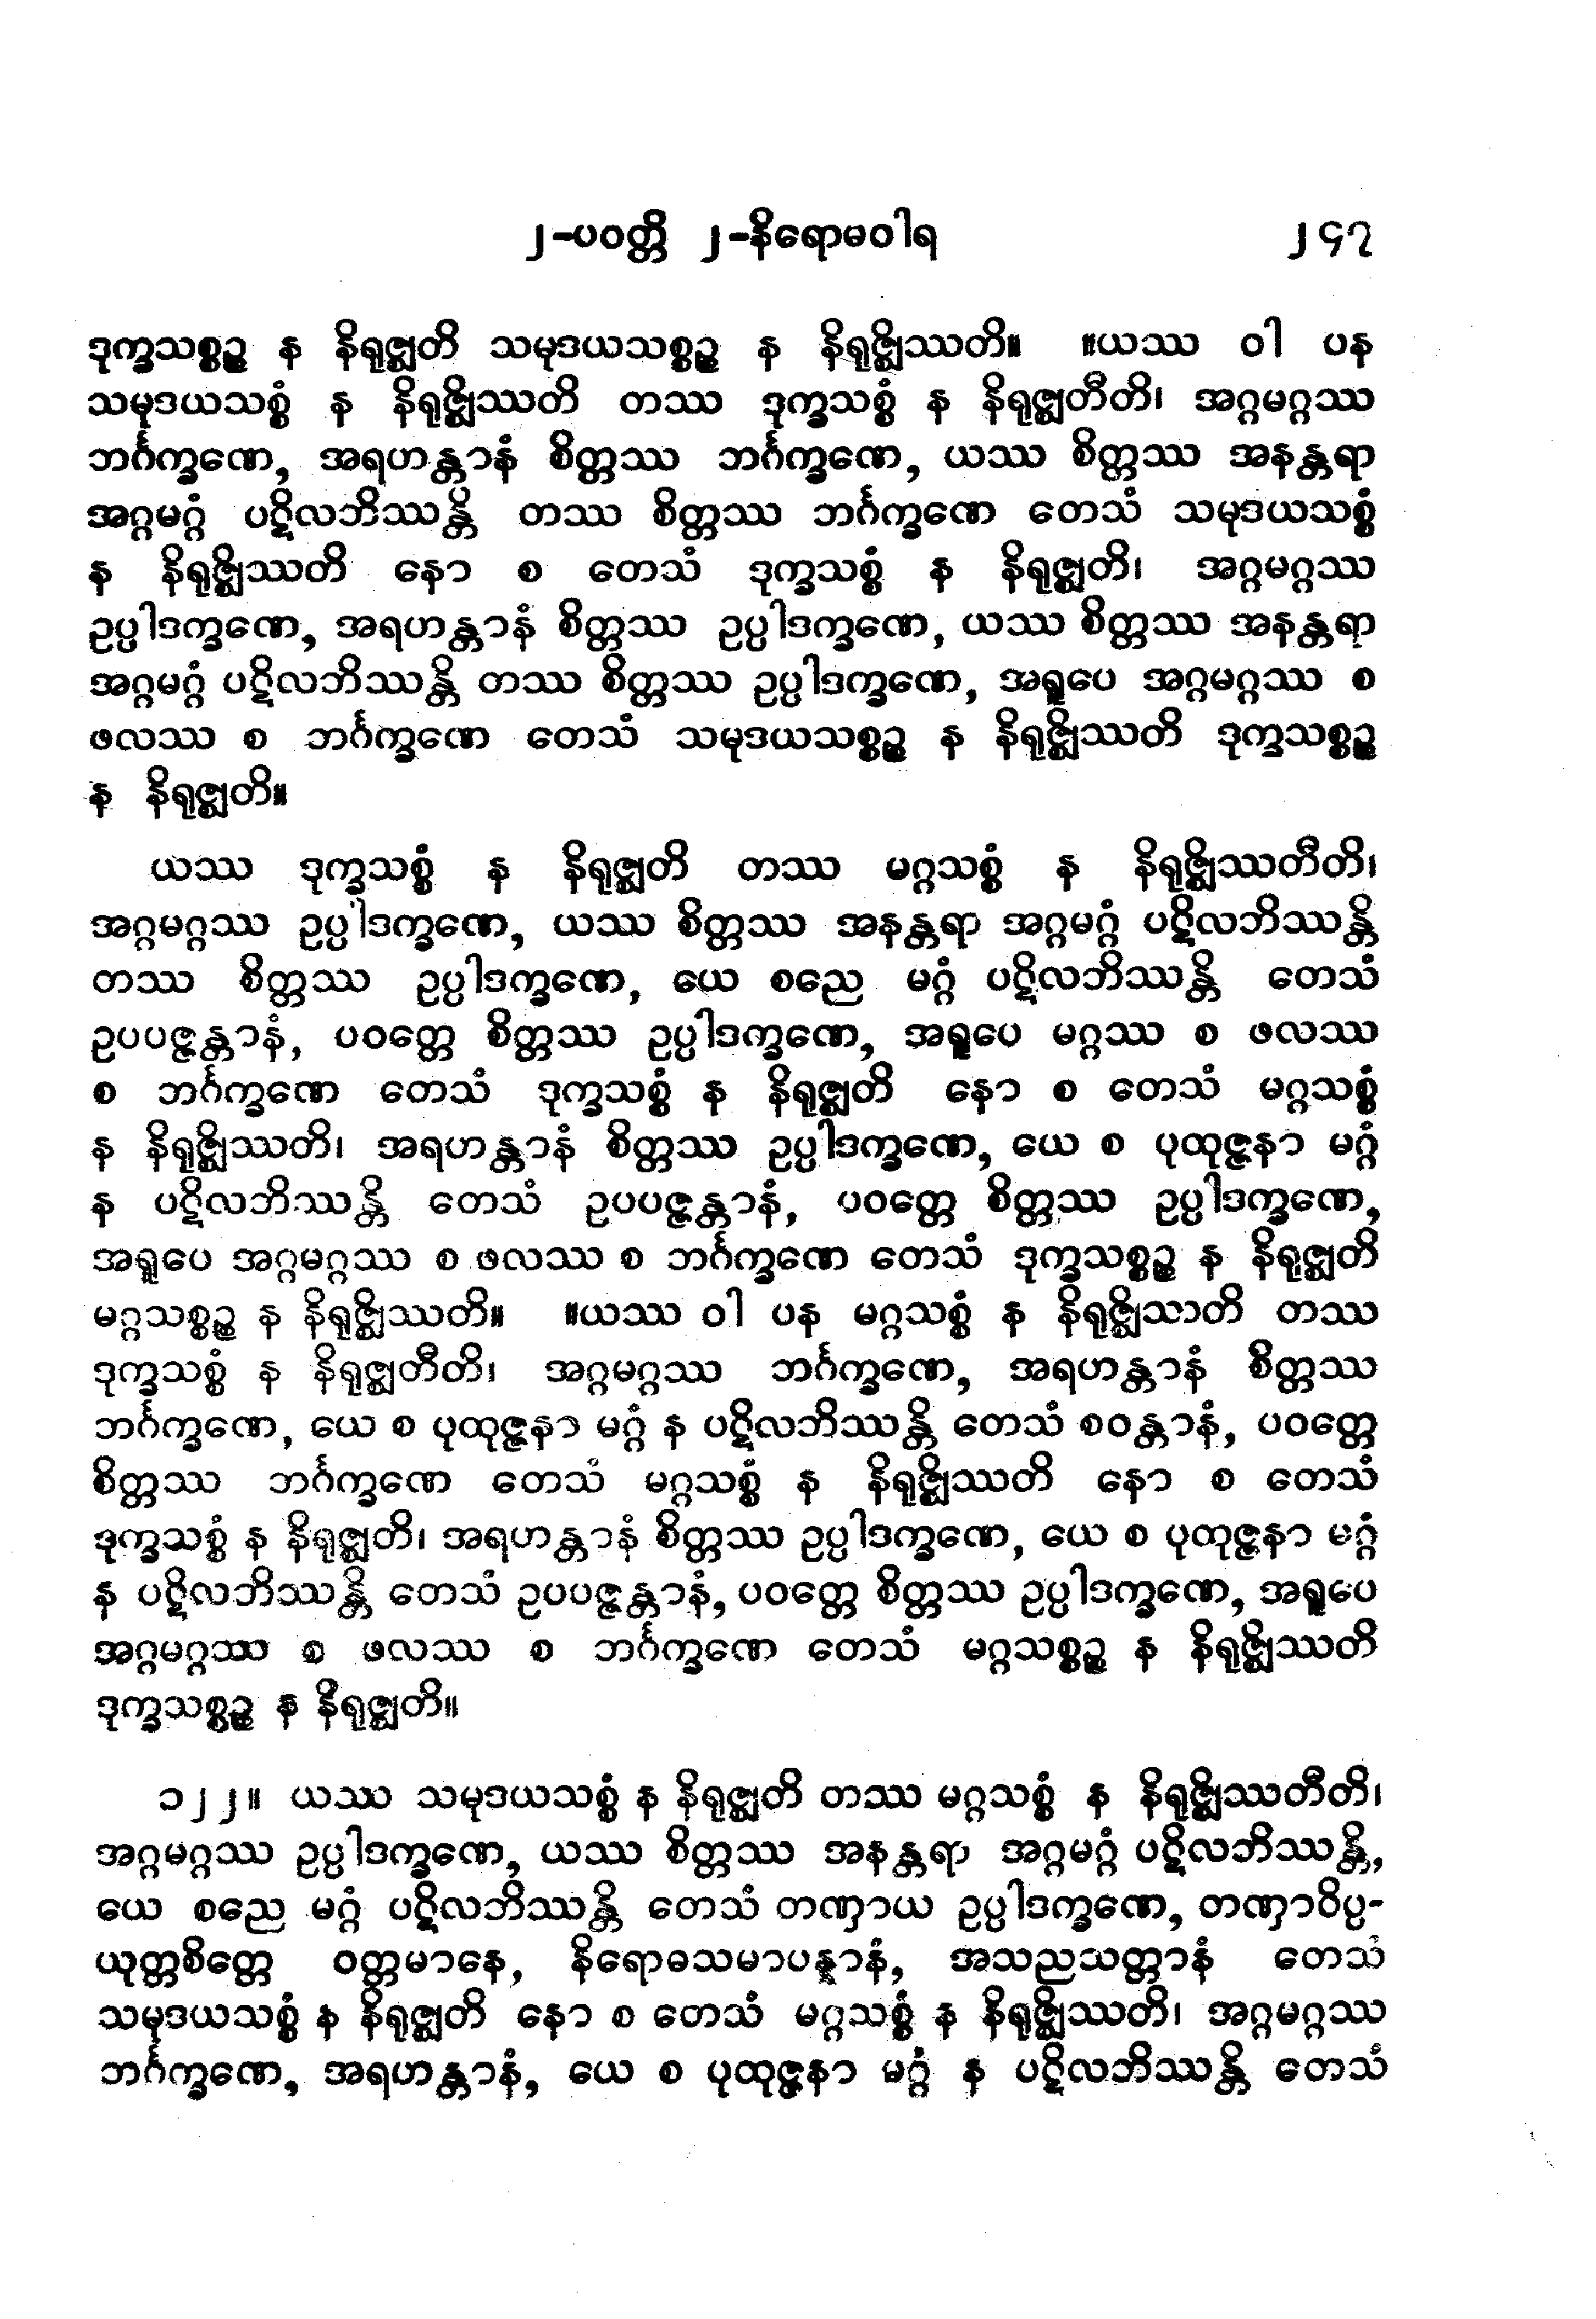 ၂-ပဝတ္တိ ၂-နိရောဓဝါရ ၂၄၇
ဒုက္ခသစ္စဉ္စ န နိရုဇ္ဈတိ သမုဒယသစ္စဉ္စ န နိရုဇ္ဈိဿတိ။ ။ယဿ ဝါ ပန
သမုဒယသစ္စံ န နိရုဇ္ဈိဿတိ တဿ ဒုက္ခသစ္စံ န နိရုဇ္ဈတီတိ၊ အဂ္ဂမဂ္ဂဿ
ဘင်္ဂက္ခဏေ, အရဟန္တာနံ စိတ္တဿ ဘင်္ဂက္ခဏေ, ယဿ စိတ္တဿ အနန္တရာ
အဂ္ဂမဂ္ဂံ ပဋိလဘိဿန္တိ တဿ စိတ္တဿ ဘင်္ဂက္ခဏေ တေသံ သမုဒယသစ္စံ
န နိရုဇ္ဈိဿတိ နော စ တေသံ ဒုက္ခသစ္စံ န နိရုဇ္ဈတိ၊ အဂ္ဂမဂ္ဂဿ
ဥပ္ပါဒက္ခဏေ, အရဟန္တာနံ စိတ္တဿ ဥပ္ပါဒက္ခဏေ, ယဿ စိတ္တဿ အနန္တရာ
အဂ္ဂမဂ္ဂံ ပဋိလဘိဿန္တိ တဿ စိတ္တဿ ဥပ္ပါဒက္ခဏေ, အရူပေ အဂ္ဂမဂ္ဂဿ စ
ဖလဿ စ ဘင်္ဂက္ခဏေ တေသံ သမုဒယသစ္စဉ္စ န နိရုဇ္ဈိဿတိ ဒုက္ခသစ္စဉ္စ
န နိရုဇ္ဈတိ။
ယဿ ဒုက္ခသစ္စံ န နိရုဇ္ဈတိ တဿ မဂ္ဂသစ္စံ န နိရုဇ္ဈိဿတီတိ၊
အဂ္ဂမဂ္ဂဿ ဥပ္ပါဒက္ခဏေ, ယဿ စိတ္တဿ အနန္တရာ အဂ္ဂမဂ္ဂံ ပဋိလဘိဿန္တိ
တဿ စိတ္တဿ ဥပ္ပါဒက္ခဏေ, ယေ စညေ မဂ္ဂံ ပဋိလဘိဿန္တိ တေသံ
ဥပပဇ္ဇန္တာနံ, ပဝတ္တေ စိတ္တဿ ဥပ္ပါဒက္ခဏေ, အရူပေ မဂ္ဂဿ စ ဖလဿ
စ ဘင်္ဂက္ခဏေ တေသံ ဒုက္ခသစ္စံ န နိရုဇ္ဈတိ နော စ တေသံ မဂ္ဂသစ္စံ
န နိရုဇ္ဈိဿတိ၊ အရဟန္တာနံ စိတ္တဿ ဥပ္ပါဒက္ခဏေ, ယေ စ ပုထုဇ္ဇနာ မဂ္ဂံ
န ပဋိလဘိဿန္တိ တေသံ ဥပပဇ္ဇန္တာနံ, ပဝတ္တေ စိတ္တဿ ဥပ္ပါဒက္ခဏေ,
အရူပေ အဂ္ဂမဂ္ဂဿ စ ဖလဿ စ ဘင်္ဂက္ခဏေ တေသံ ဒုက္ခသစ္စဉ္စ န နိရုဇ္ဈတိ
မဂ္ဂသစ္စဉ္စ န နိရုဇ္ဈိဿတိ။ ။ယဿ ဝါ ပန မဂ္ဂသစ္စံ န နိရုဇ္ဈိသာတိ တဿ
ဒုက္ခသစ္စံ န နိရုဇ္ဈတီတိ၊ အဂ္ဂမဂ္ဂဿ ဘင်္ဂက္ခဏေ, အရဟန္တာနံ စိတ္တဿ
ဘင်္ဂက္ခဏေ, ယေ စ ပုထုဇ္ဇနာ မဂ္ဂံ န ပဋိလဘိဿန္တိ တေသံ စဝန္တာနံ, ပဝတ္တေ
စိတ္တဿ ဘင်္ဂက္ခဏေ တေသံ မဂ္ဂသစ္စံ န နိရုဇ္ဈိဿတိ နော စ တေသံ
ဒုက္ခသစ္စံ န နိရုဇ္ဈတိ၊ အရဟန္တာနံ စိတ္တဿ ဥပ္ပါဒက္ခဏေ, ယေ စ ပုထုဇ္ဇနာ မဂ္ဂံ
န ပဋိလဘိဿန္တိ တေသံ ဥပပဇ္ဇန္တာနံ, ပဝတ္တေ စိတ္တဿ ဥပ္ပါဒက္ခဏေ, အရူပေ
အဂ္ဂမဂ္ဂဿ စ ဖလဿ စ ဘင်္ဂက္ခဏေ တေသံ မဂ္ဂသစ္စဉ္စ န နိရုဇ္ဈိဿတိ
ဒုက္ခသစ္စဉ္စ န နိရုဇ္ဈတိ။
၁၂၂။ ယဿ သမုဒယသစ္စံ န နိရုဇ္ဈတိ တဿ မဂ္ဂသစ္စံ န နိရုဇ္ဈိဿတီတိ၊
အဂ္ဂမဂ္ဂဿ ဥပ္ပါဒက္ခဏေ, ယဿ စိတ္တဿ အနန္တရာ အဂ္ဂမဂ္ဂံ ပဋိလဘိဿန္တိ,
ယေ စညေ မဂ္ဂံ ပဋိလဘိဿန္တိ တေသံ တဏှာယ ဥပ္ပါဒက္ခဏေ, တဏှာဝိပ္ပ-
ယုတ္တစိတ္တေ ဝတ္တမာနေ, နိရောဓသမာပန္နာနံ, အသညသတ္တာနံ တေသံ
သမုဒယသစ္စံ န နိရုဇ္ဈတိ နော စ တေသံ မဂ္ဂသစ္စံ န နိရုဇ္ဈိဿတိ၊ အဂ္ဂမဂ္ဂဿ
ဘင်္ဂက္ခဏေ, အရဟန္တာနံ, ယေ စ ပုထုဇ္ဇနာ မဂ္ဂံ န ပဋိလဘိဿန္တိ တေသံ